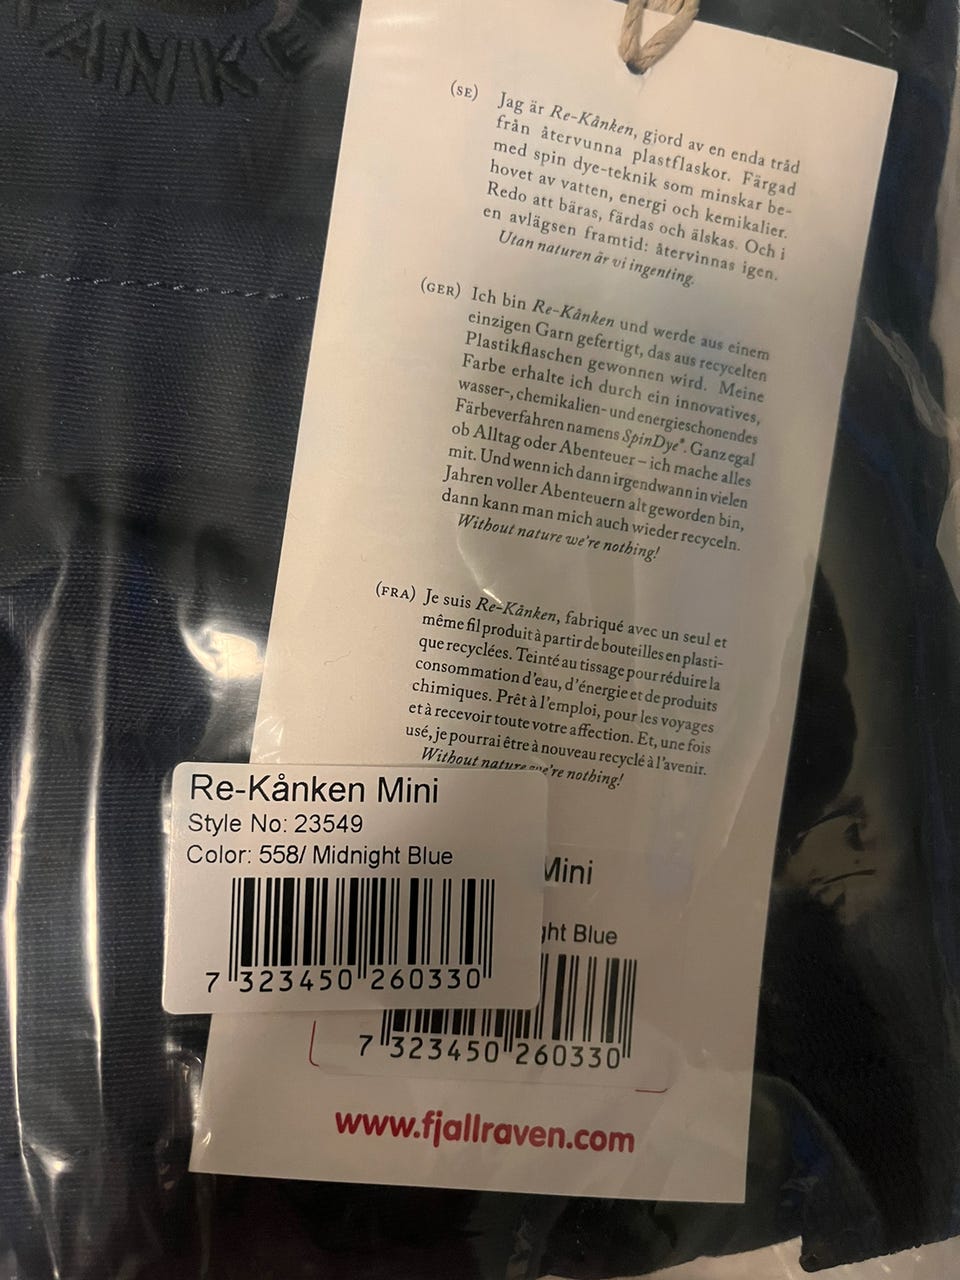 ANKE
(SE) Jag är Re-Kånken, gjord av en enda tråd
från återvunna plastflaskor. Färgad
med spin dye-teknik som minskar be-
hovet av vatten, energi och kemikalier.
Redo att bäras, färdas och älskas. Och i
en avlägsen framtid: återvinnas igen.
Utan naturen är vi ingenting.
(GER) Ich bin Re-Kånken und werde aus einem
einzigen Garn gefertigt, das aus recycelten
Plastikflaschen gewonnen wird. Meine
Farbe erhalte ich durch ein innovatives,
wasser-, chemikalien- und energieschonendes
Färbeverfahren namens SpinDye®. Ganz egal
ob Alltag oder Abenteuer – ich mache alles
mit. Und wenn ich dann irgendwann in vielen
Jahren voller Abenteuern alt geworden bin,
dann kann man mich auch wieder recyceln.
Without nature we're nothing!
(FRA) Je suis Re-Kånken, fabriqué avec un seul et
même fil produit à partir de bouteilles en plasti-
que recyclées. Teinté au tissage pour réduire la
consommation d'eau, d'énergie et de produits
chimiques. Prêt à l'emploi, pour les voyages
et à recevoir toute votre affection. Et, une fois
usé, je pourrai être à nouveau recyclé à l'avenir.
Without nature we're nothing!
Re-Kånken Mini
Style No: 23549
Color: 558/ Midnight Blue
7 323450 260330
Mini
ght Blue
7 323450 260330
www.fjallraven.com